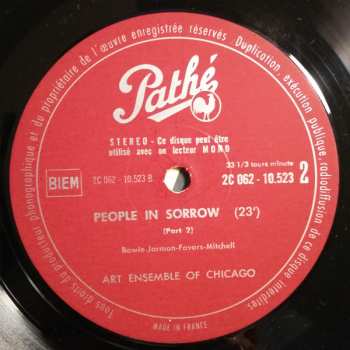 Tous droits du producteur phonographique et du propriétaire de l'œuvre enregistrée réservés. Duplication, exécution publique, radiodiffusion de ce disque interdites.
Pathé
STEREO - Ce disque peut être
utilisé avec un lecteur MONO
33 1/3 tours minute
BIEM
2C 062 - 10.523 B
2C 062 - 10.523 2
PEOPLE IN SORROW (23')
(Part 2)
Bowie-Jarman-Favors-Mitchell
ART ENSEMBLE OF CHICAGO
MADE IN FRANCE